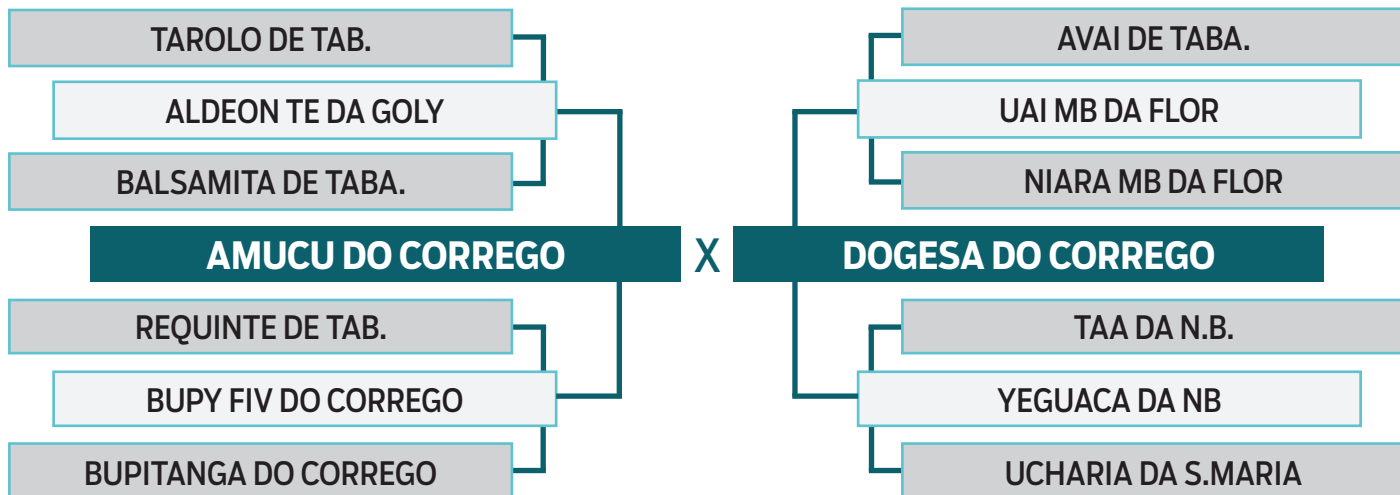 TAROLO DE TAB.
ALDEON TE DA GOLY
BALSAMITA DE TABA.
AVAI DE TABA.
UAI MB DA FLOR
NIARA MB DA FLOR
AMUCU DO CORREGO X DOGESA DO CORREGO
REQUINTE DE TAB.
BUPY FIV DO CORREGO
BUPITANGA DO CORREGO
TAA DA N.B.
YEGUACA DA NB
UCHARIA DA S.MARIA